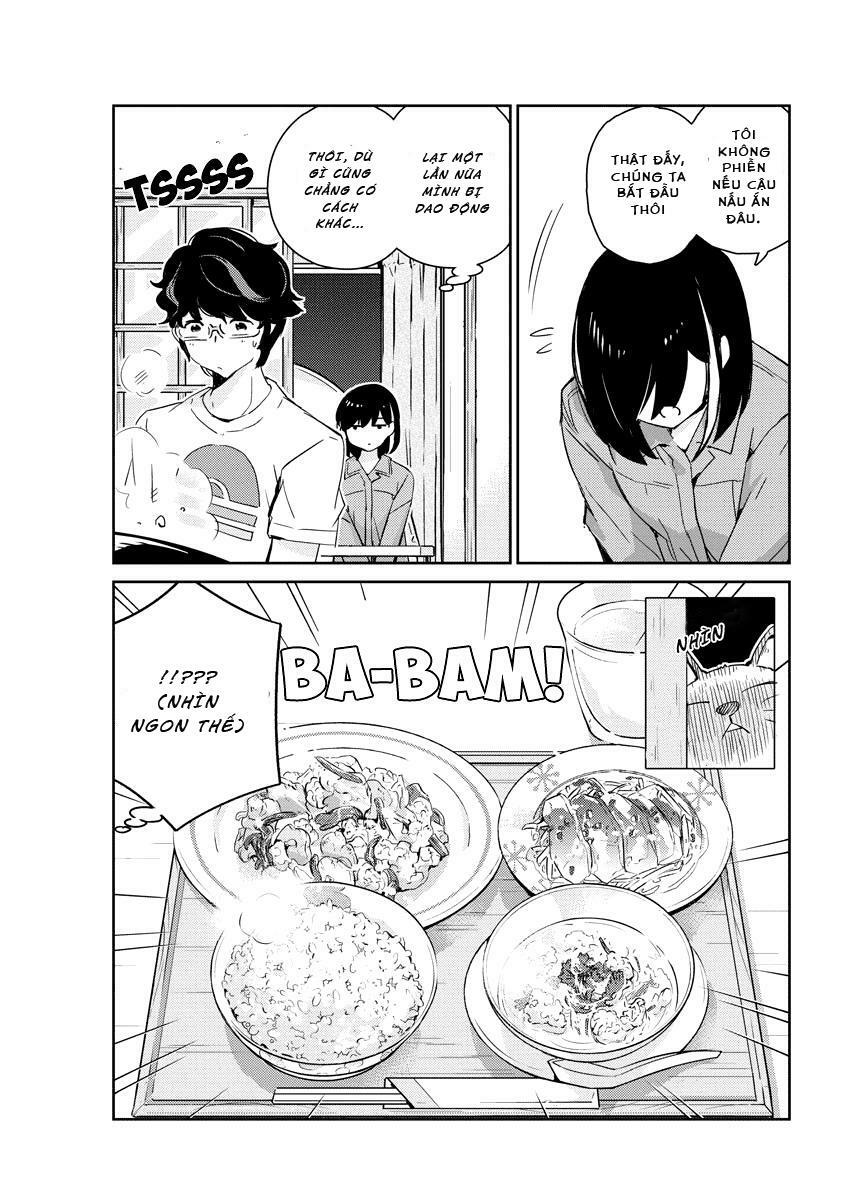 TÔI
KHÔNG
PHIỀN
NẾU CẬU
NẤU ĂN
ĐÂU.
THẬT ĐẤY,
CHÚNG TA
BẮT ĐẦU
THÔI
LẠI MỘT
LẦN NỮA
MÌNH BỊ
DAO ĐỘNG
THÔI, DÙ
GÌ CŨNG
CHẲNG CÓ
CÁCH
KHÁC...
TSSSS
NHÌN
BA-BAM!
!!???
(NHÌN
NGON THẾ)